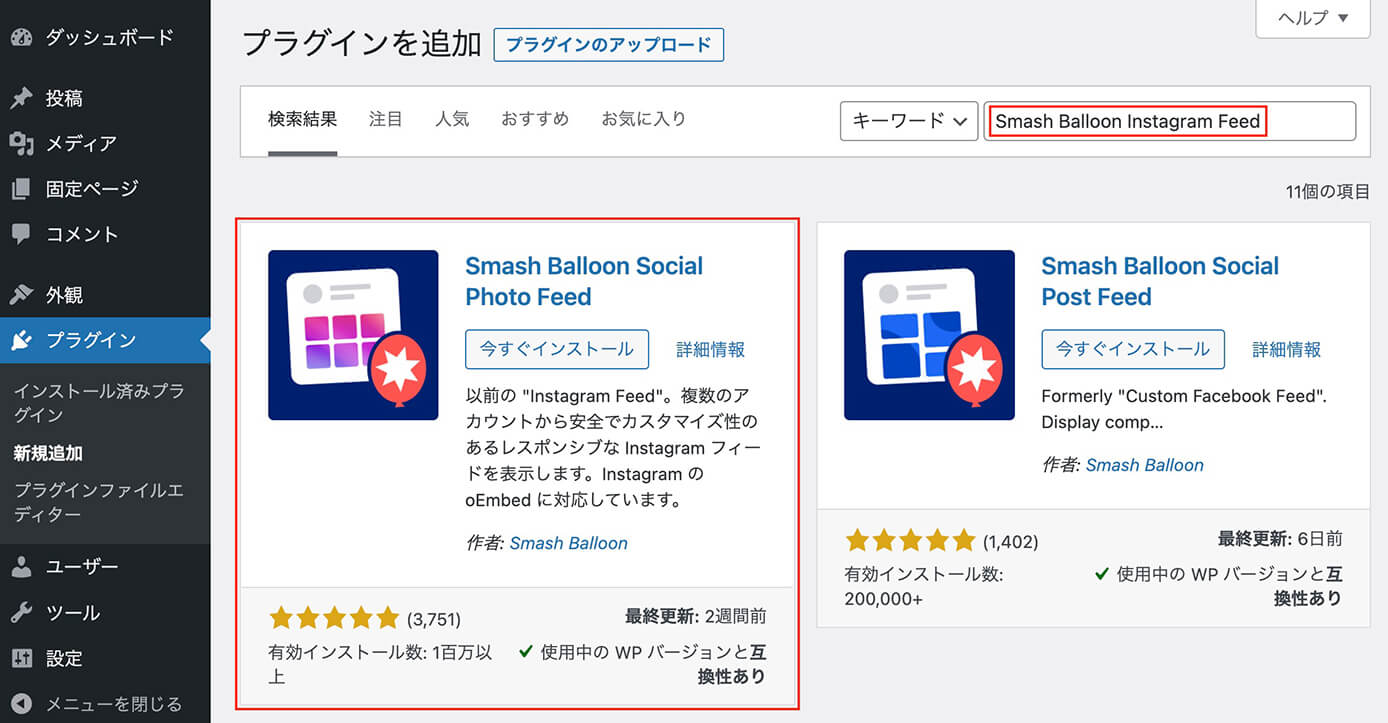 ダッシュボード
投稿
メディア
固定ページ
コメント
外観
プラグイン
インストール済みプラ
グイン
新規追加
プラグインファイルエ
ディター
ユーザー
ツール
設定
メニューを閉じる
ヘルプ ▼
プラグインを追加 プラグインのアップロード
検索結果 注目 人気 おすすめ お気に入り キーワード Smash Balloon Instagram Feed
11個の項目
Smash Balloon Social
Photo Feed
今すぐインストール 詳細情報
以前の "Instagram Feed"。複数のア
カウントから安全でカスタマイズ性の
あるレスポンシブな Instagram フィー
ドを表示します。Instagram の
oEmbed に対応しています。
作者: Smash Balloon
(3,751) 最終更新: 2週間前
有効インストール数: 1百万以
上
使用中の WP バージョンと互
換性あり
Smash Balloon Social
Post Feed
今すぐインストール 詳細情報
Formerly "Custom Facebook Feed".
Display comp...
作者: Smash Balloon
(1,402) 最終更新: 6日前
有効インストール数:
200,000+
使用中の WP バージョンと互
換性あり